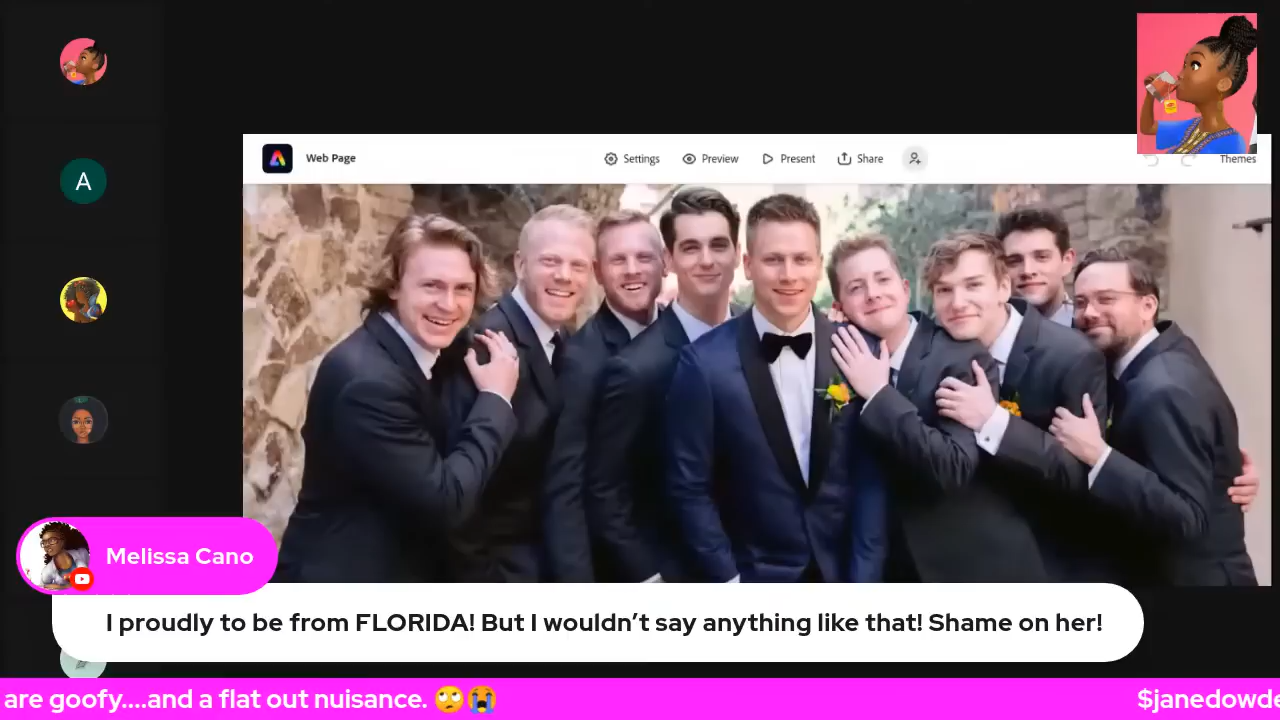 Web Page
Settings
Preview
Present
Share
Themes
A
Melissa Cano
I proudly to be from FLORIDA! But I wouldn’t say anything like that! Shame on her!
are goofy....and a flat out nuisance. 🙄😭
$janedowde